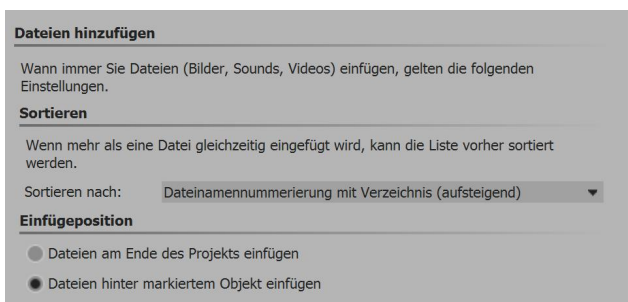 Dateien hinzufügen
Wann immer Sie Dateien (Bilder, Sounds, Videos) einfügen, gelten die folgenden
Einstellungen.
Sortieren
Wenn mehr als eine Datei gleichzeitig eingefügt wird, kann die Liste vorher sortiert
werden.
Sortieren nach: Dateinamennummerierung mit Verzeichnis (aufsteigend)
Einfügeposition
Dateien am Ende des Projekts einfügen
Dateien hinter markiertem Objekt einfügen